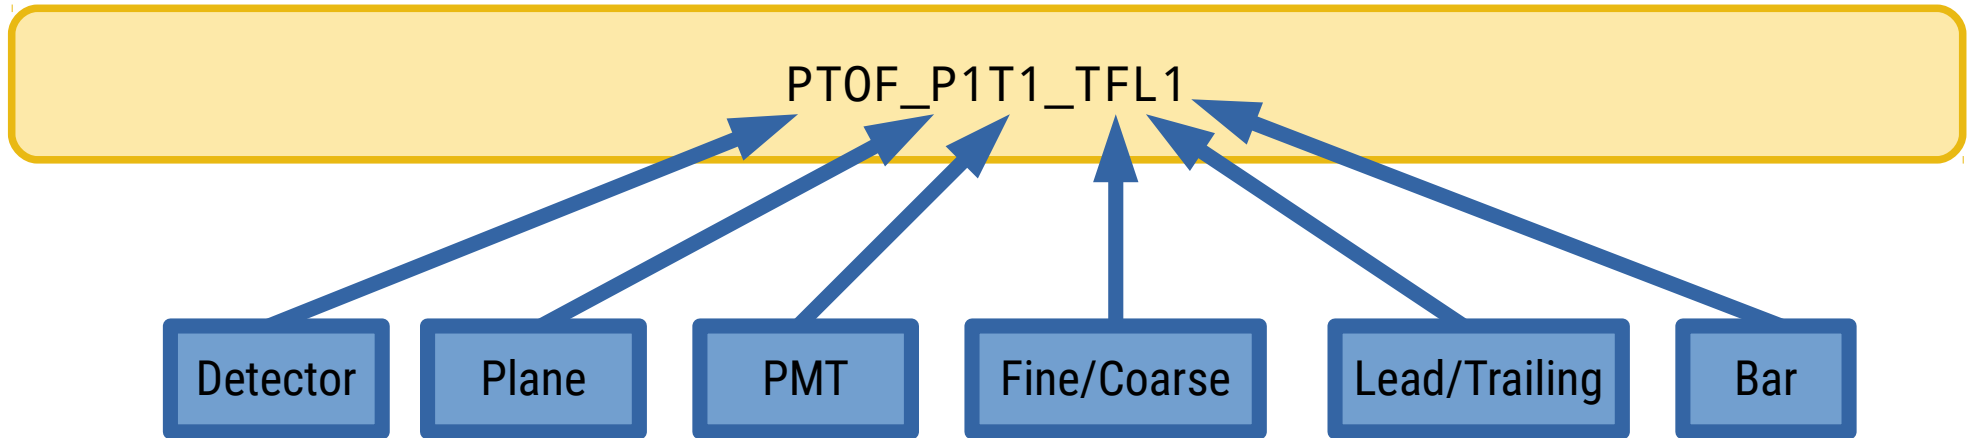 PTOF_P1T1_TFL1
Detector
Plane
PMT
Fine/Coarse
Lead/Trailing
Bar